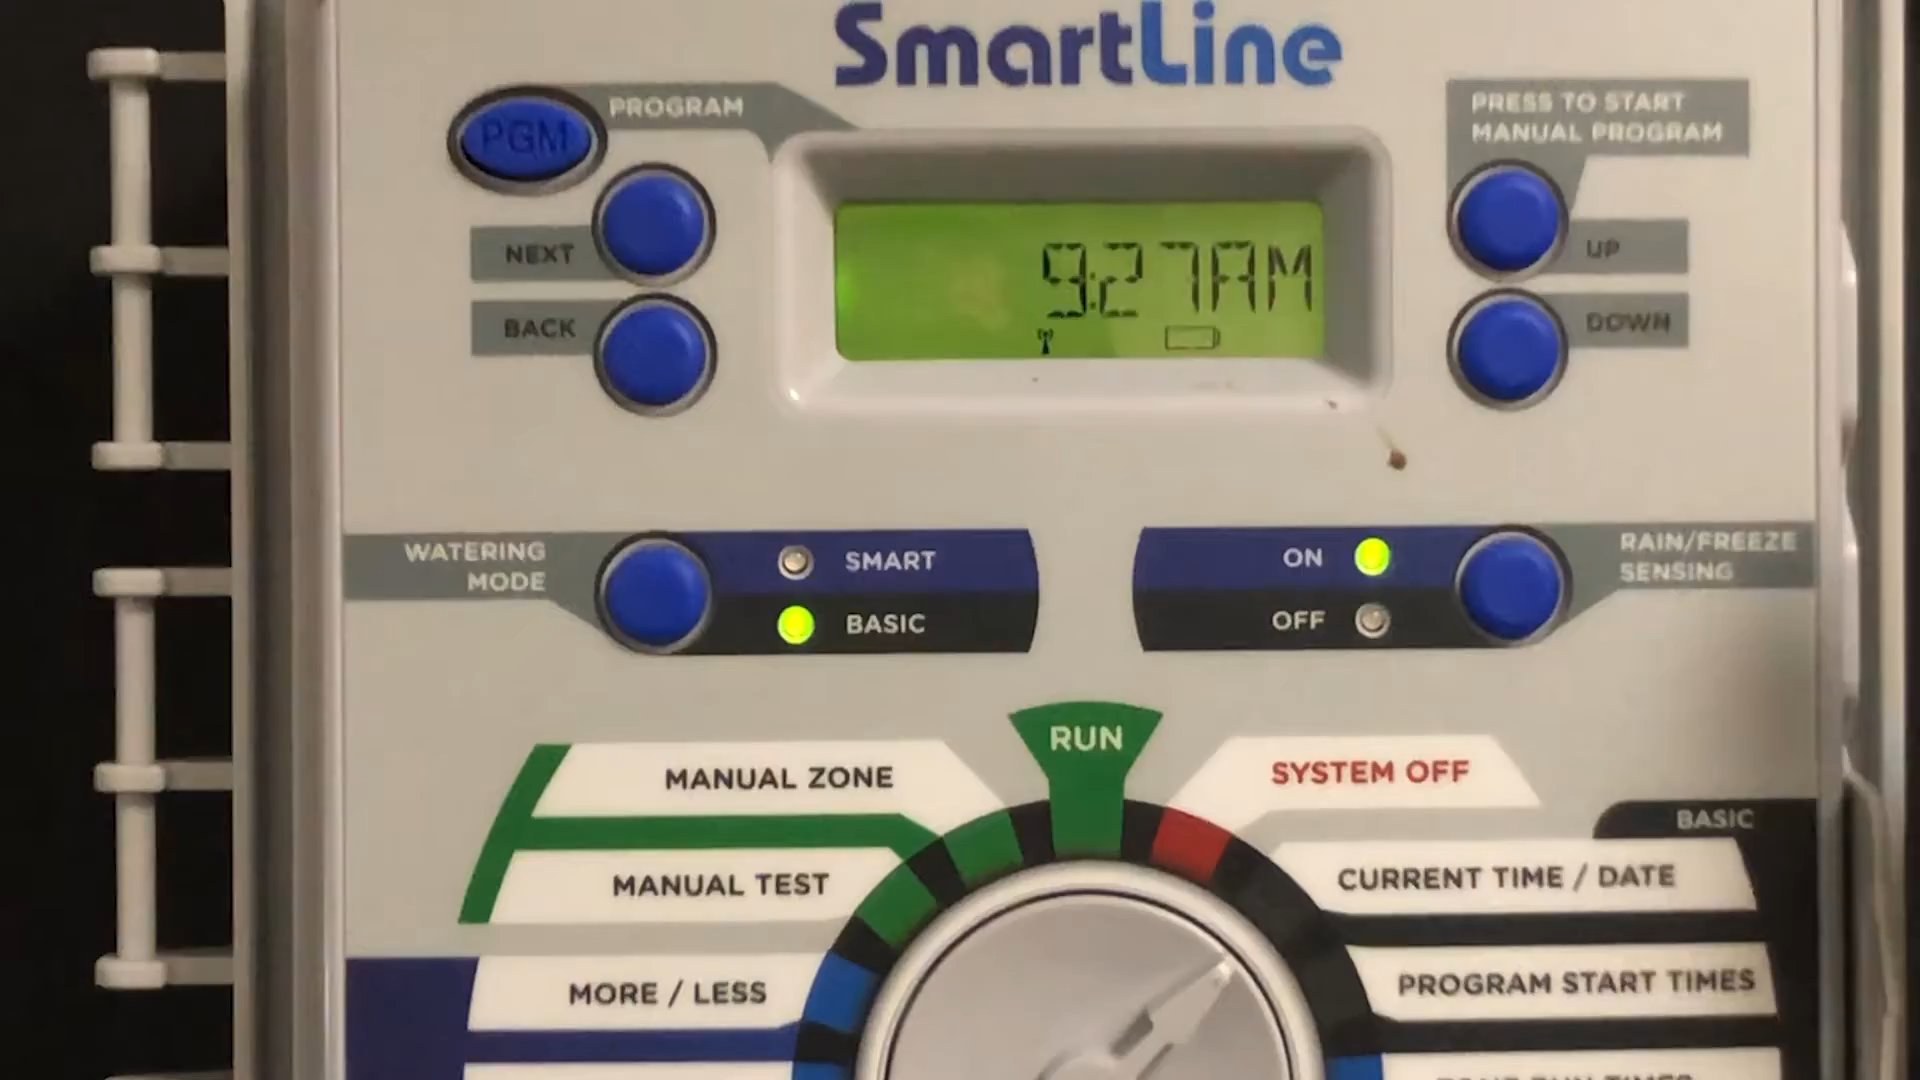 SmartLine
PGM
PROGRAM
NEXT
BACK
9:27AM
PRESS TO START
MANUAL PROGRAM
UP
DOWN
WATERING
MODE
SMART
BASIC
ON
OFF
RAIN/FREEZE
SENSING
RUN
MANUAL ZONE
SYSTEM OFF
BASIC
MANUAL TEST
CURRENT TIME / DATE
MORE / LESS
PROGRAM START TIMES